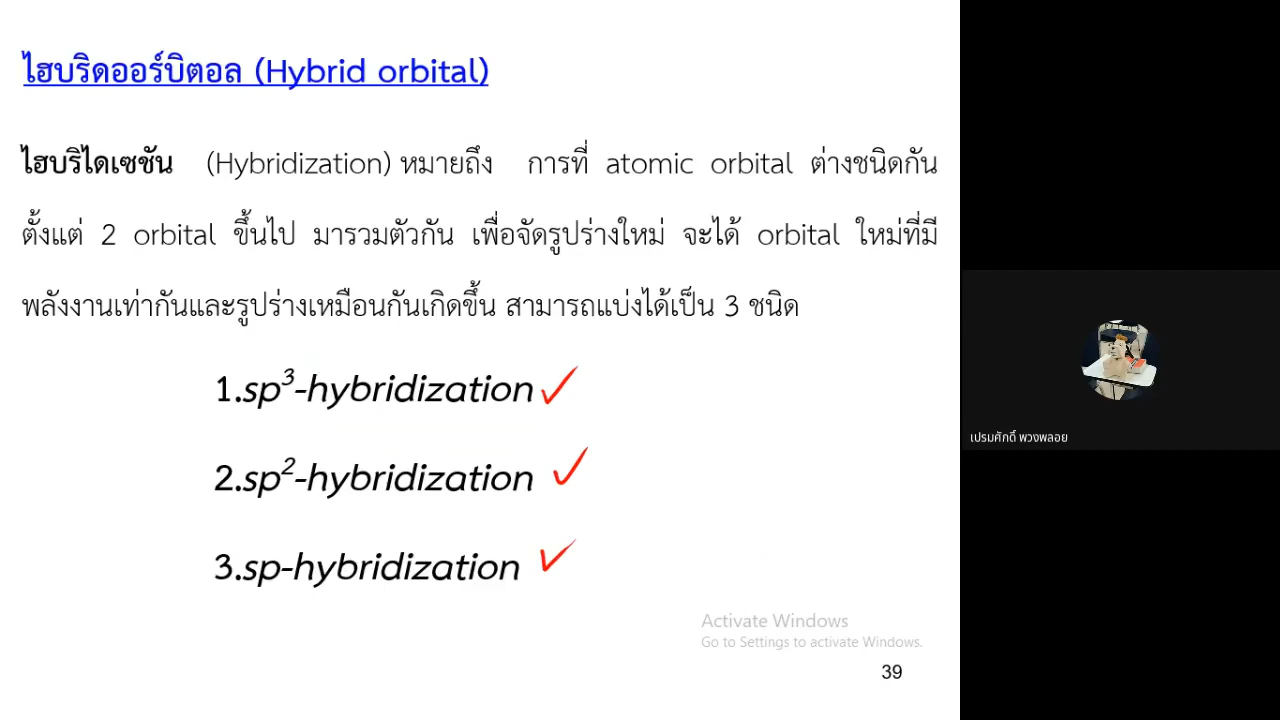 ไฮบริดออร์บิตอล (Hybrid orbital)
ไฮบริไดเซชัน (Hybridization) หมายถึง การที่ atomic orbital ต่างชนิดกัน
ตั้งแต่ 2 orbital ขึ้นไป มารวมตัวกัน เพื่อจัดรูปร่างใหม่ จะได้ orbital ใหม่ที่มี
พลังงานเท่ากันและรูปร่างเหมือนกันเกิดขึ้น สามารถแบ่งได้เป็น 3 ชนิด
1.sp³-hybridization
2.sp²-hybridization
3.sp-hybridization
Activate Windows
Go to Settings to activate Windows.
39
เปรมศักดิ์ พวงพลอย